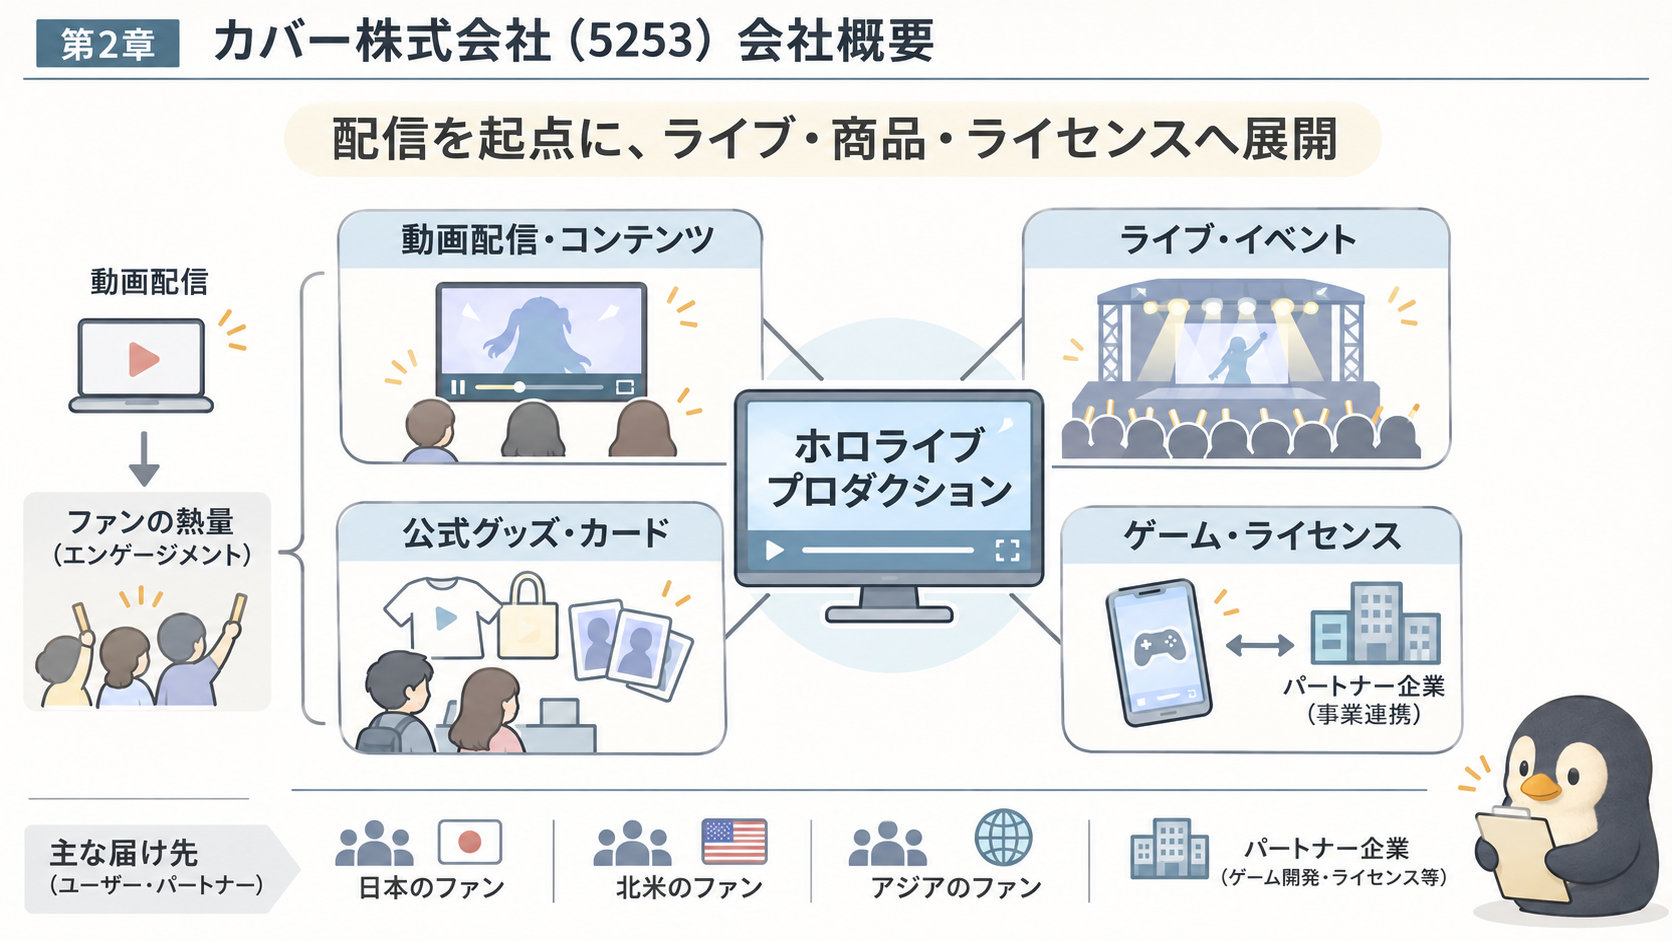 第2章
カバー株式会社（5253） 会社概要
配信を起点に、ライブ・商品・ライセンスへ展開
動画配信
ファンの熱量
（エンゲージメント）
動画配信・コンテンツ
ライブ・イベント
ホロライブ
プロダクション
公式グッズ・カード
ゲーム・ライセンス
パートナー企業
（事業連携）
主な届け先
（ユーザー・パートナー）
日本のファン
北米のファン
アジアのファン
パートナー企業
（ゲーム開発・ライセンス等）